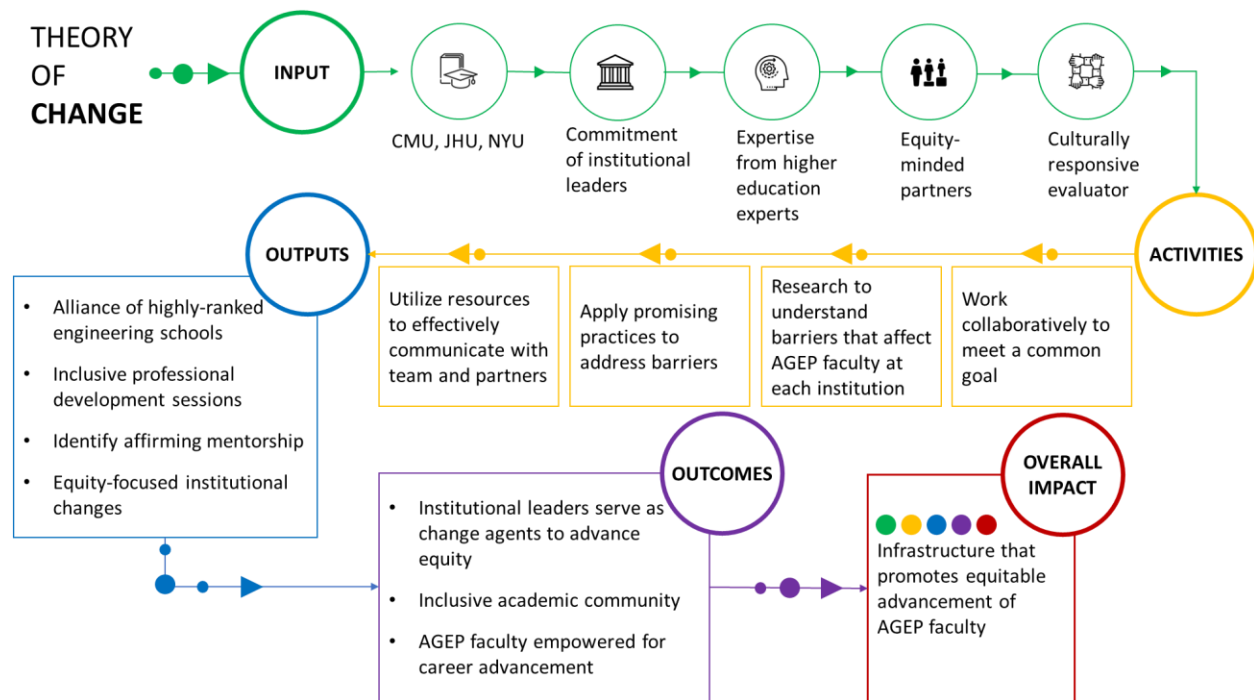 THEORY
OF
CHANGE
INPUT
CMU, JHU, NYU
Commitment
of institutional
leaders
Expertise
from higher
education
experts
Equity-
minded
partners
Culturally
responsive
evaluator
ACTIVITIES
Work
collaboratively to
meet a common
goal
Research to
understand
barriers that affect
AGEP faculty at
each institution
Apply promising
practices to
address barriers
Utilize resources
to effectively
communicate with
team and partners
OUTPUTS
• Alliance of highly-ranked
engineering schools
• Inclusive professional
development sessions
• Identify affirming mentorship
• Equity-focused institutional
changes
OUTCOMES
• Institutional leaders serve as
change agents to advance
equity
• Inclusive academic community
• AGEP faculty empowered for
career advancement
OVERALL
IMPACT
Infrastructure that
promotes equitable
advancement of
AGEP faculty